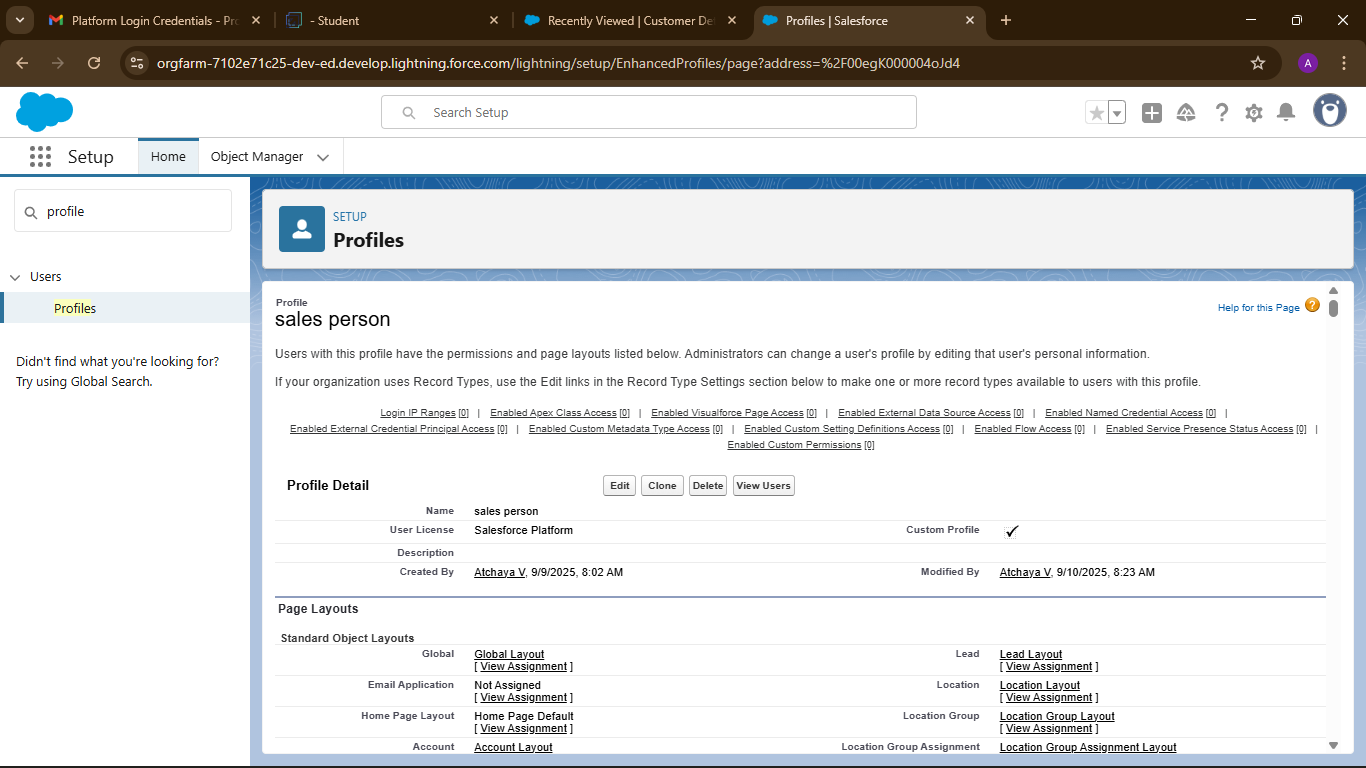 Platform Login Credentials - Pro
- Student
Recently Viewed | Customer De
Profiles | Salesforce
orgfarm-7102e71c25-dev-ed.develop.lightning.force.com/lightning/setup/EnhancedProfiles/page?address=%2F00egK000004oJd4
A
Search Setup
Setup
Home
Object Manager
profile
Users
Profiles
Didn't find what you're looking for?
Try using Global Search.
SETUP
Profiles
Profile
sales person
Help for this Page ?
Users with this profile have the permissions and page layouts listed below. Administrators can change a user's profile by editing that user's personal information.
If your organization uses Record Types, use the Edit links in the Record Type Settings section below to make one or more record types available to users with this profile.
Login IP Ranges [0] | Enabled Apex Class Access [0] | Enabled Visualforce Page Access [0] | Enabled External Data Source Access [0] | Enabled Named Credential Access [0] |
Enabled External Credential Principal Access [0] | Enabled Custom Metadata Type Access [0] | Enabled Custom Setting Definitions Access [0] | Enabled Flow Access [0] | Enabled Service Presence Status Access [0] |
Enabled Custom Permissions [0]
Profile Detail Edit Clone Delete View Users
Name sales person
User License Salesforce Platform Custom Profile ✓
Description
Created By Atchaya V, 9/9/2025, 8:02 AM Modified By Atchaya V, 9/10/2025, 8:23 AM
Page Layouts
Standard Object Layouts
Global Global Layout Lead Lead Layout
[ View Assignment ] [ View Assignment ]
Email Application Not Assigned Location Location Layout
[ View Assignment ] [ View Assignment ]
Home Page Layout Home Page Default Location Group Location Group Layout
[ View Assignment ] [ View Assignment ]
Account Account Layout Location Group Assignment Location Group Assignment Layout